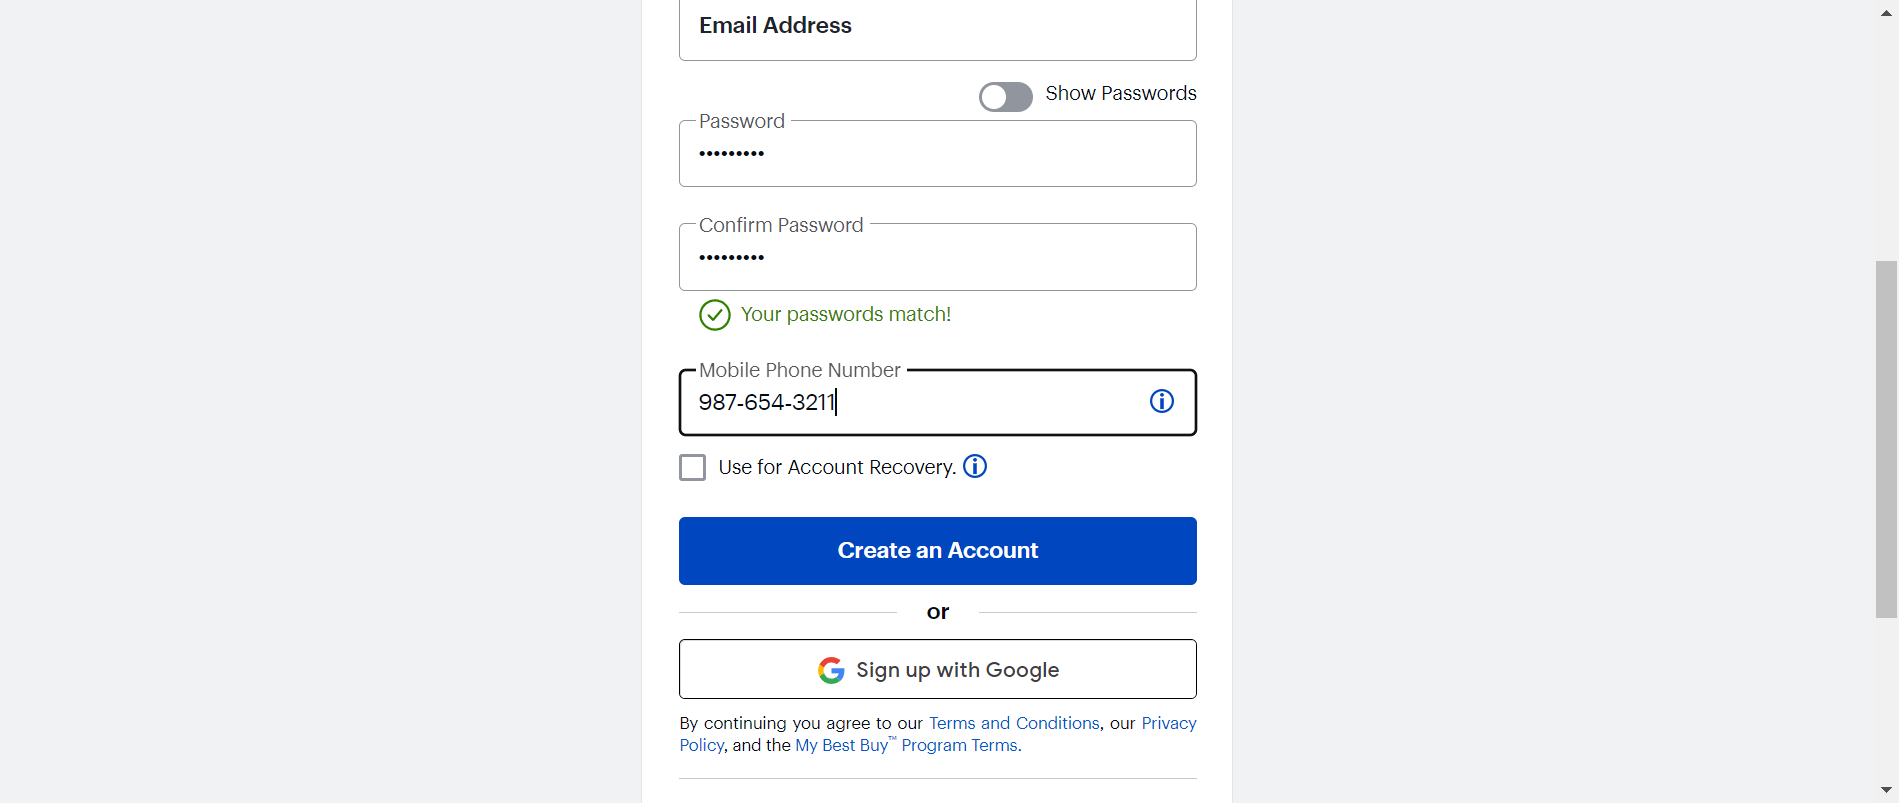 Email Address
Show Passwords
Password
•••••••••
Confirm Password
•••••••••
Your passwords match!
Mobile Phone Number
987-654-3211
Use for Account Recovery.
Create an Account
or
Sign up with Google
By continuing you agree to our Terms and Conditions, our Privacy
Policy, and the My Best Buy™ Program Terms.